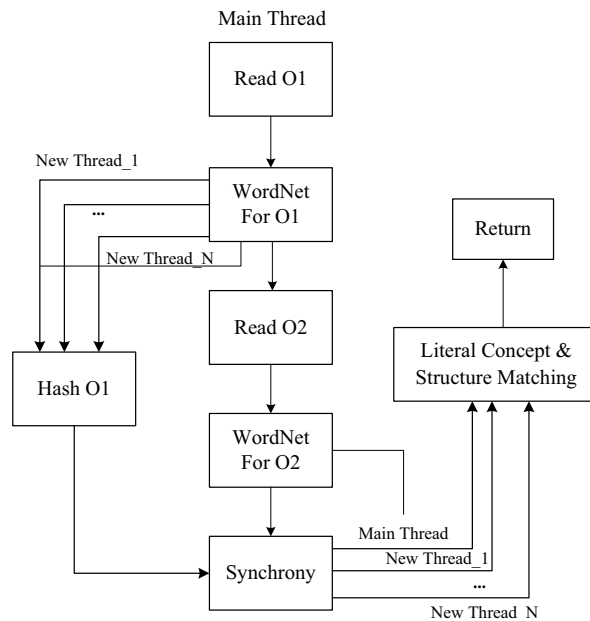 Main Thread
Read O1
New Thread_1
...
WordNet
For O1
New Thread_N
Return
Read O2
Literal Concept &
Structure Matching
Hash O1
WordNet
For O2
Main Thread
New Thread_1
Synchrony
...
New Thread_N